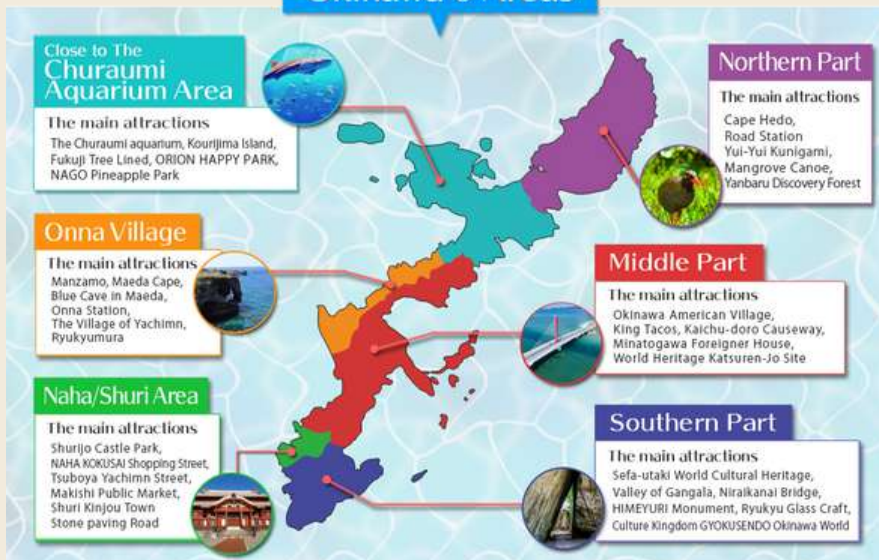 Close to The
Churaumi
Aquarium Area
The main attractions
The Churaumi aquarium, Kourijima Island,
Fukuji Tree Lined, ORION HAPPY PARK,
NAGO Pineapple Park
Northern Part
The main attractions
Cape Hedo,
Road Station
Yui-Yui Kunigami,
Mangrove Canoe,
Yanbaru Discovery Forest
Onna Village
The main attractions
Manzamo, Maeda Cape,
Blue Cave in Maeda,
Onna Station,
The Village of Yachimn,
Ryukyumura
Middle Part
The main attractions
Okinawa American Village,
King Tacos, Kaichu-doro Causeway,
Minatogawa Foreigner House,
World Heritage Katsuren-Jo Site
Naha/Shuri Area
The main attractions
Shurijo Castle Park,
NAHA KOKUSAI Shopping Street,
Tsuboya Yachimn Street,
Makishi Public Market,
Shuri Kinjou Town
Stone paving Road
Southern Part
The main attractions
Sefa-utaki World Cultural Heritage,
Valley of Gangala, Niraikanai Bridge,
HIMEYURI Monument, Ryukyu Glass Craft,
Culture Kingdom GYOKUSENDO Okinawa World